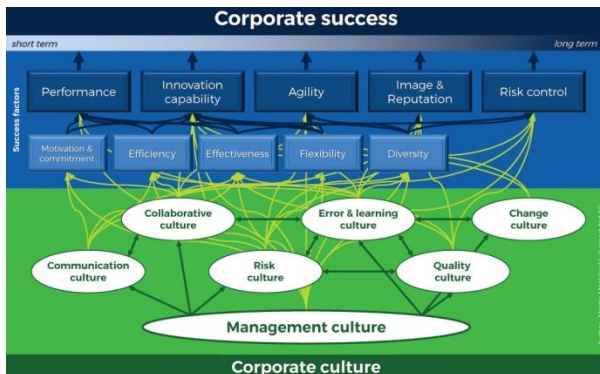 Corporate success
short term
long term
Success factors
Performance
Innovation
capability
Agility
Image &
Reputation
Risk control
Motivation &
commitment
Efficiency
Effectiveness
Flexibility
Diversity
Collaborative
culture
Error & learning
culture
Change
culture
Communication
culture
Risk
culture
Quality
culture
Management culture
Corporate culture